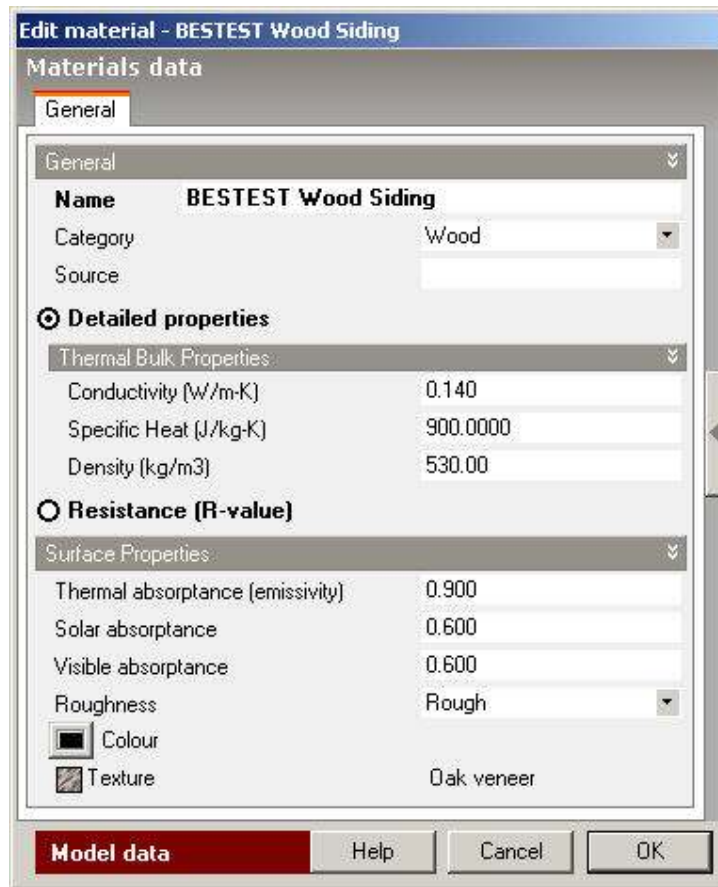 Edit material - BESTEST Wood Siding
Materials data
General
General
Name BESTEST Wood Siding
Category Wood
Source
Detailed properties
Thermal Bulk Properties
Conductivity (W/m-K) 0.140
Specific Heat (J/kg-K) 900.0000
Density (kg/m3) 530.00
Resistance (R-value)
Surface Properties
Thermal absorptance (emissivity) 0.900
Solar absorptance 0.600
Visible absorptance 0.600
Roughness Rough
Colour
Texture Oak veneer
Model data Help Cancel OK